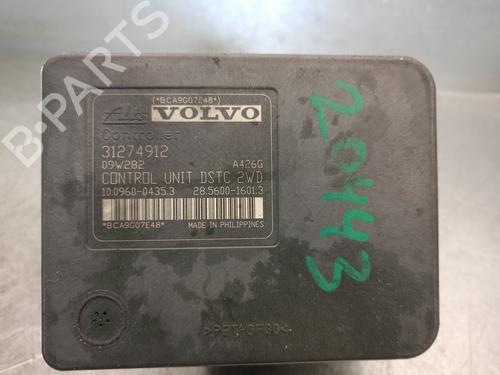 (*BCA9G07E48*)
Ate VOLVO
Controller
31274912
09W282 A426G
CONTROL UNIT DSTC 2WD
10.0960-0435.3 28.5600-1601.3
*BCA9G07E48* MADE IN PHILIPPINES
20443
B-PARTS